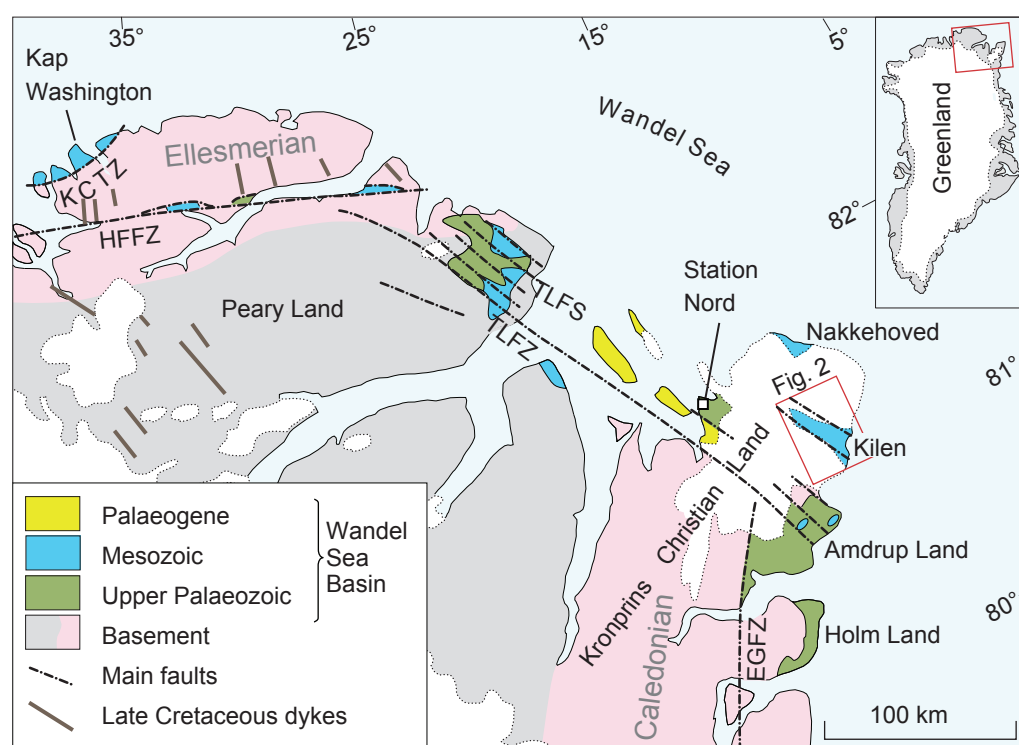 35°
25°
15°
5°
Kap
Washington
Wandel Sea
Greenland
Ellesmerian
KCTZ
82°
HFFZ
Station
Nord
Peary Land
TLFS
Nakkehoved
TLFZ
81°
Fig. 2
Kilen
Kronprins Christian Land
Palaeogene
Mesozoic
Upper Palaeozoic
Wandel
Sea
Basin
Basement
Main faults
Late Cretaceous dykes
Amdrup Land
80°
Holm Land
Caledonian
EGFZ
100 km